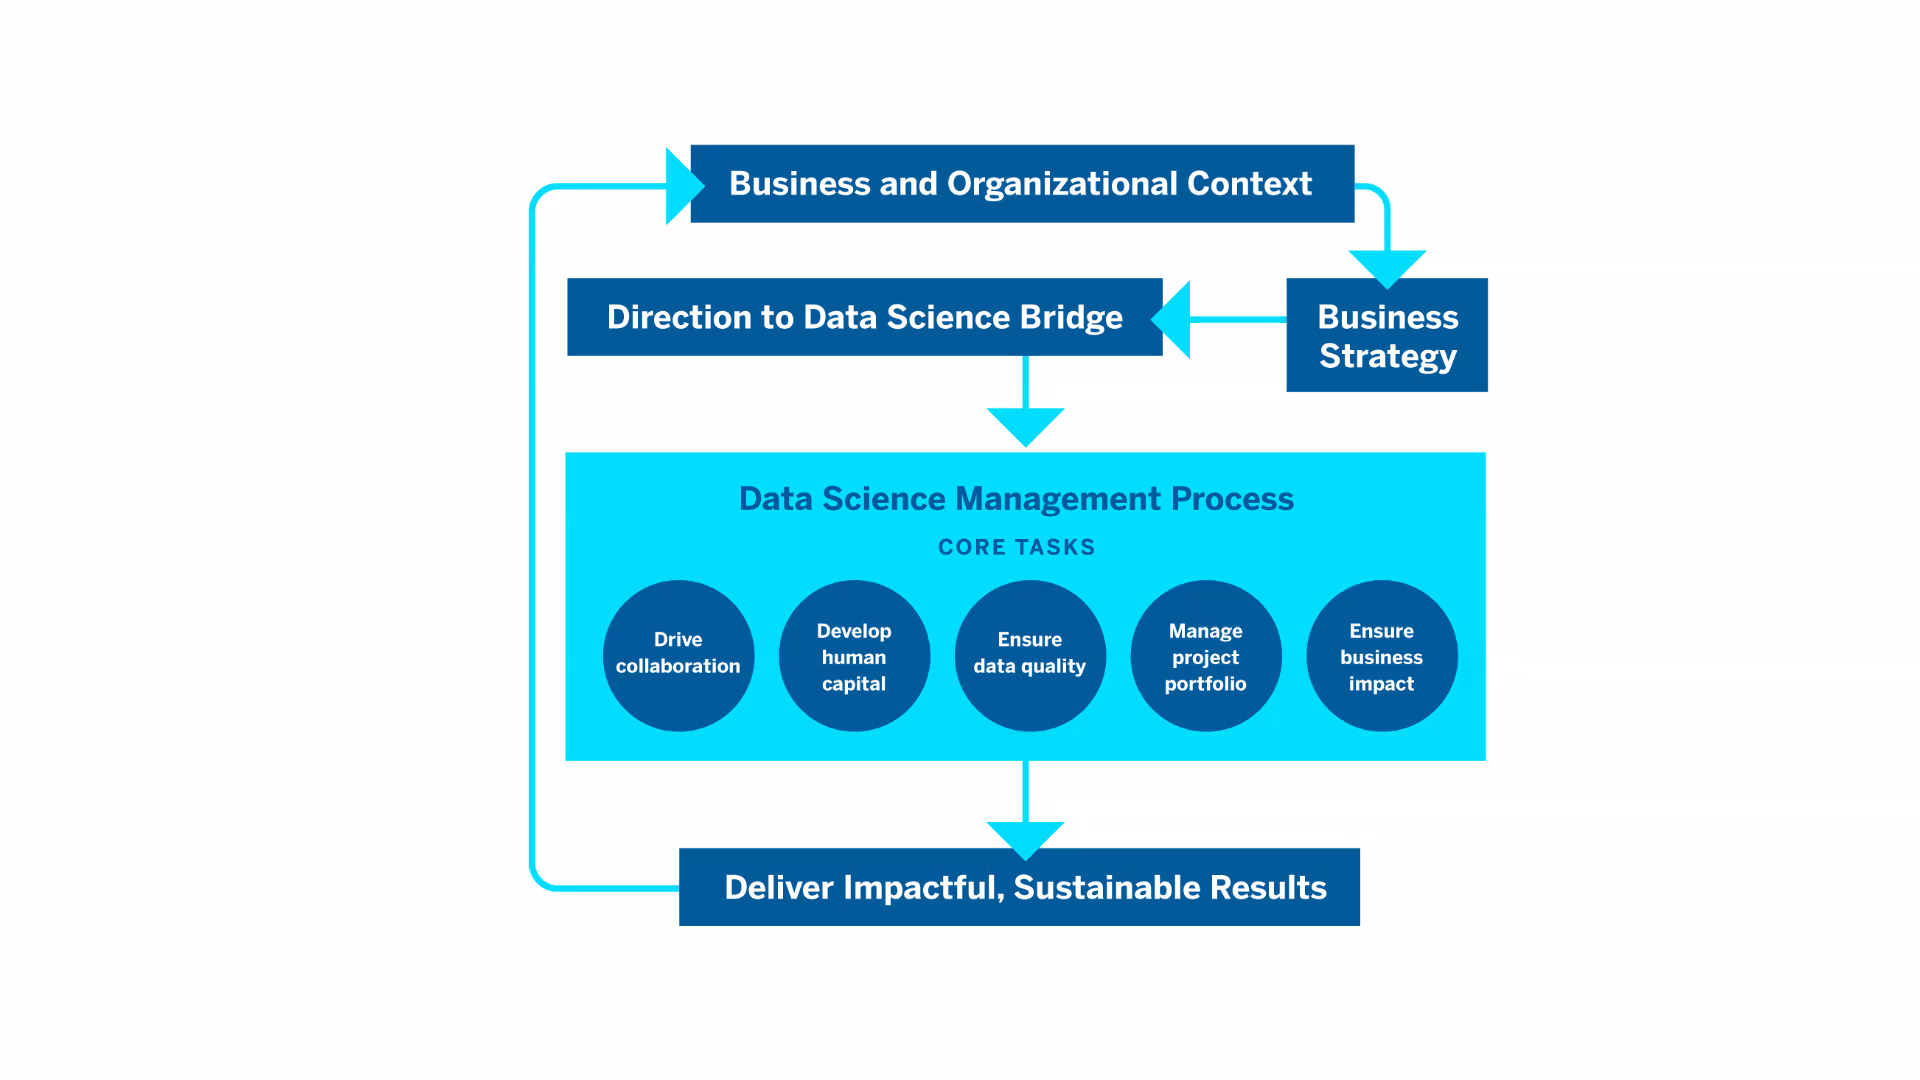 Business and Organizational Context
Direction to Data Science Bridge
Business
Strategy
Data Science Management Process
CORE TASKS
Drive
collaboration
Develop
human
capital
Ensure
data quality
Manage
project
portfolio
Ensure
business
impact
Deliver Impactful, Sustainable Results